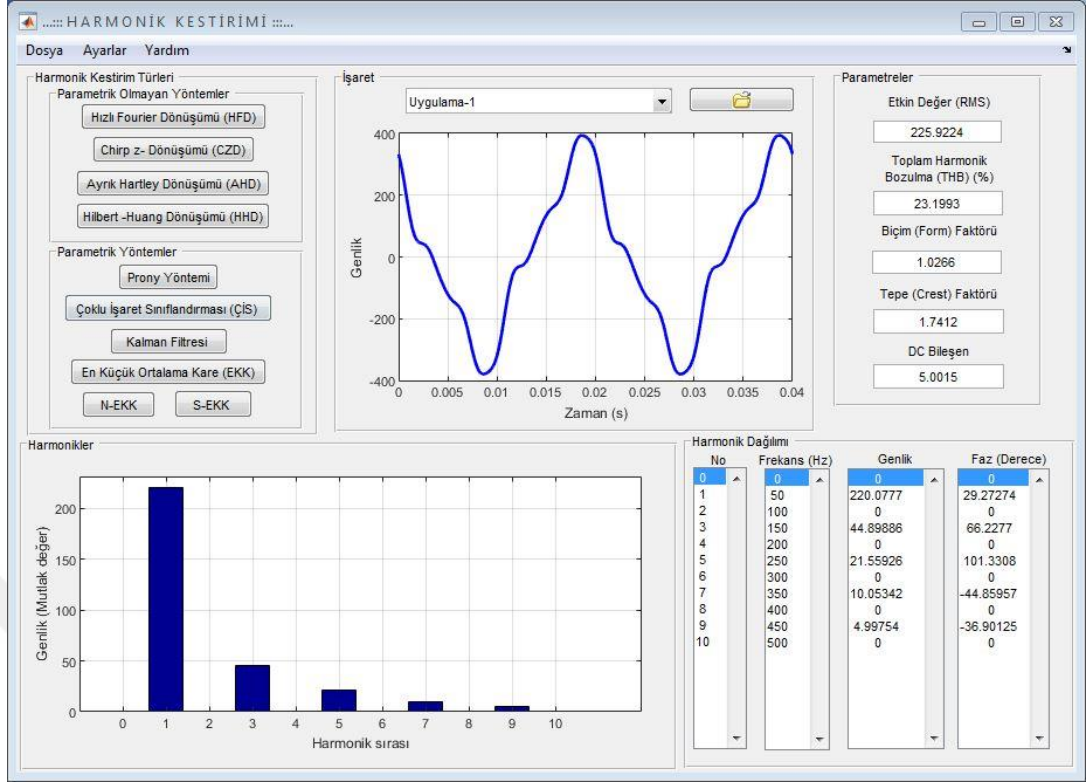 ...::: HARMONİK KESTİRİMİ :::...
Dosya Ayarlar Yardım
Harmonik Kestirim Türleri
Parametrik Olmayan Yöntemler
Hızlı Fourier Dönüşümü (HFD)
Chirp z- Dönüşümü (CZD)
Ayrık Hartley Dönüşümü (AHD)
Hilbert -Huang Dönüşümü (HHD)
Parametrik Yöntemler
Prony Yöntemi
Çoklu İşaret Sınıflandırması (ÇİS)
Kalman Filtresi
En Küçük Ortalama Kare (EKK)
N-EKK S-EKK
İşaret
Uygulama-1
Genlik
400
200
0
-200
-400
0 0.005 0.01 0.015 0.02 0.025 0.03 0.035 0.04
Zaman (s)
Parametreler
Etkin Değer (RMS)
225.9224
Toplam Harmonik
Bozulma (THB) (%)
23.1993
Biçim (Form) Faktörü
1.0266
Tepe (Crest) Faktörü
1.7412
DC Bileşen
5.0015
Harmonikler
Genlik (Mutlak değer)
200
150
100
50
0
0 1 2 3 4 5 6 7 8 9 10
Harmonik sırası
Harmonik Dağılımı
No Frekans (Hz) Genlik Faz (Derece)
0 0 0 0
1 50 220.0777 29.27274
2 100 0 0
3 150 44.89886 66.2277
4 200 0 0
5 250 21.55926 101.3308
6 300 0 0
7 350 10.05342 -44.85957
8 400 0 0
9 450 4.99754 -36.90125
10 500 0 0